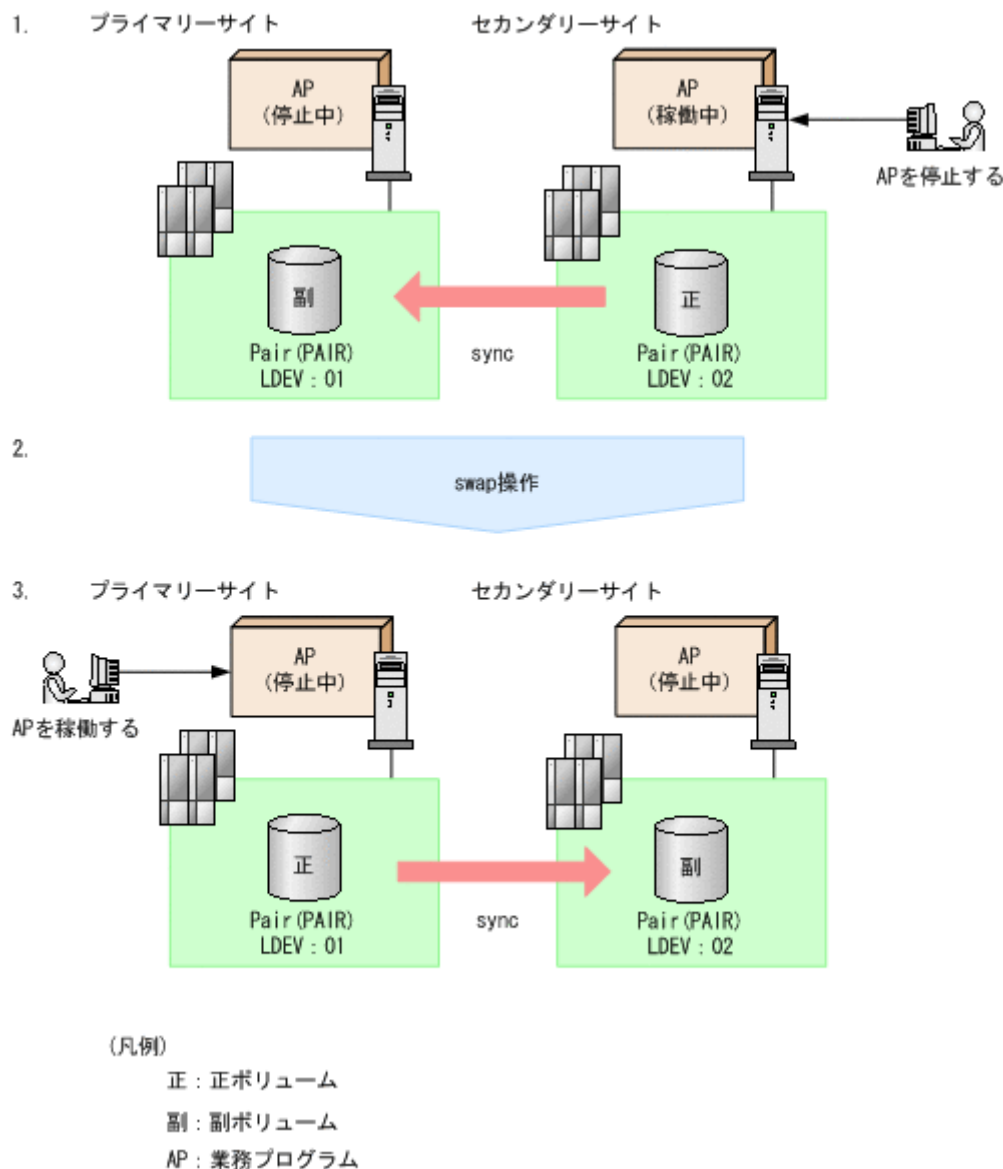 1. プライマリーサイト セカンダリーサイト
AP
(停止中)
AP
(稼働中)
APを停止する
副
正
Pair(PAIR)
LDEV : 01
sync
Pair(PAIR)
LDEV : 02
2.
swap操作
3. プライマリーサイト セカンダリーサイト
AP
(停止中)
AP
(停止中)
APを稼働する
正
副
Pair(PAIR)
LDEV : 01
sync
Pair(PAIR)
LDEV : 02
(凡例)
正 : 正ボリューム
副 : 副ボリューム
AP : 業務プログラム